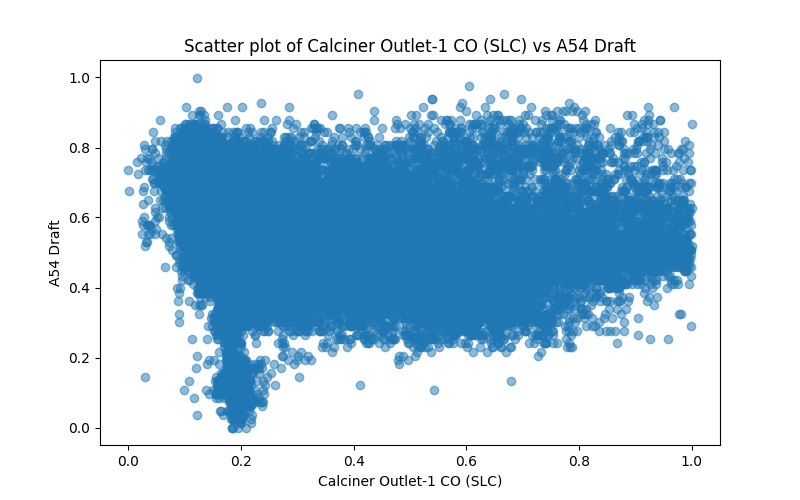 Scatter plot of Calciner Outlet-1 CO (SLC) vs A54 Draft
1.0
0.8
0.6
0.4
0.2
0.0
A54 Draft
0.0 0.2 0.4 0.6 0.8 1.0
Calciner Outlet-1 CO (SLC)